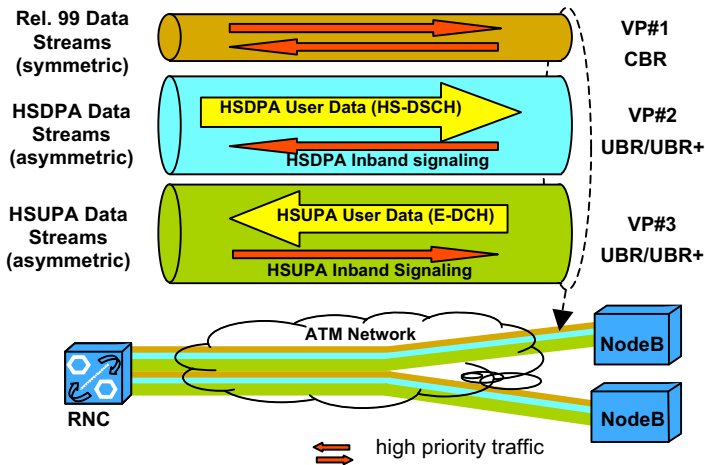 Rel. 99 Data
Streams
(symmetric)
VP#1
CBR
HSDPA Data
Streams
(asymmetric)
HSDPA User Data (HS-DSCH)
HSDPA Inband signaling
VP#2
UBR/UBR+
HSUPA Data
Streams
(asymmetric)
HSUPA User Data (E-DCH)
HSUPA Inband Signaling
VP#3
UBR/UBR+
ATM Network
NodeB
RNC
NodeB
high priority traffic